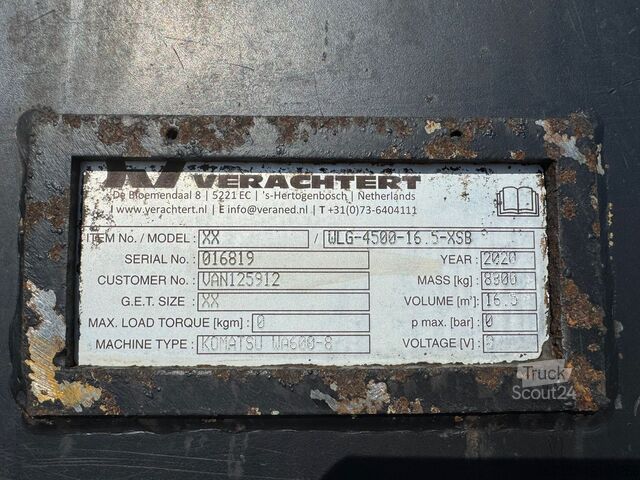 VERACHTERT
De Bloemendaal 8 | 5221 EC | 's-Hertogenbosch | Netherlands
I www.verachtert.nl | E info@veraned.nl | T +31(0)73-6404111
ITEM No. / MODEL : XX / WLG-4500-16.5-XSB
SERIAL No. : 016819 YEAR : 2020
CUSTOMER No. : VAN125912 MASS [kg] : 8800
G.E.T. SIZE : XX VOLUME [m³] : 16.5
MAX. LOAD TORQUE [kgm] : 0 p max. [bar] : 0
MACHINE TYPE : KOMATSU WA600-8 VOLTAGE [V] : 0
Truck
Scout24